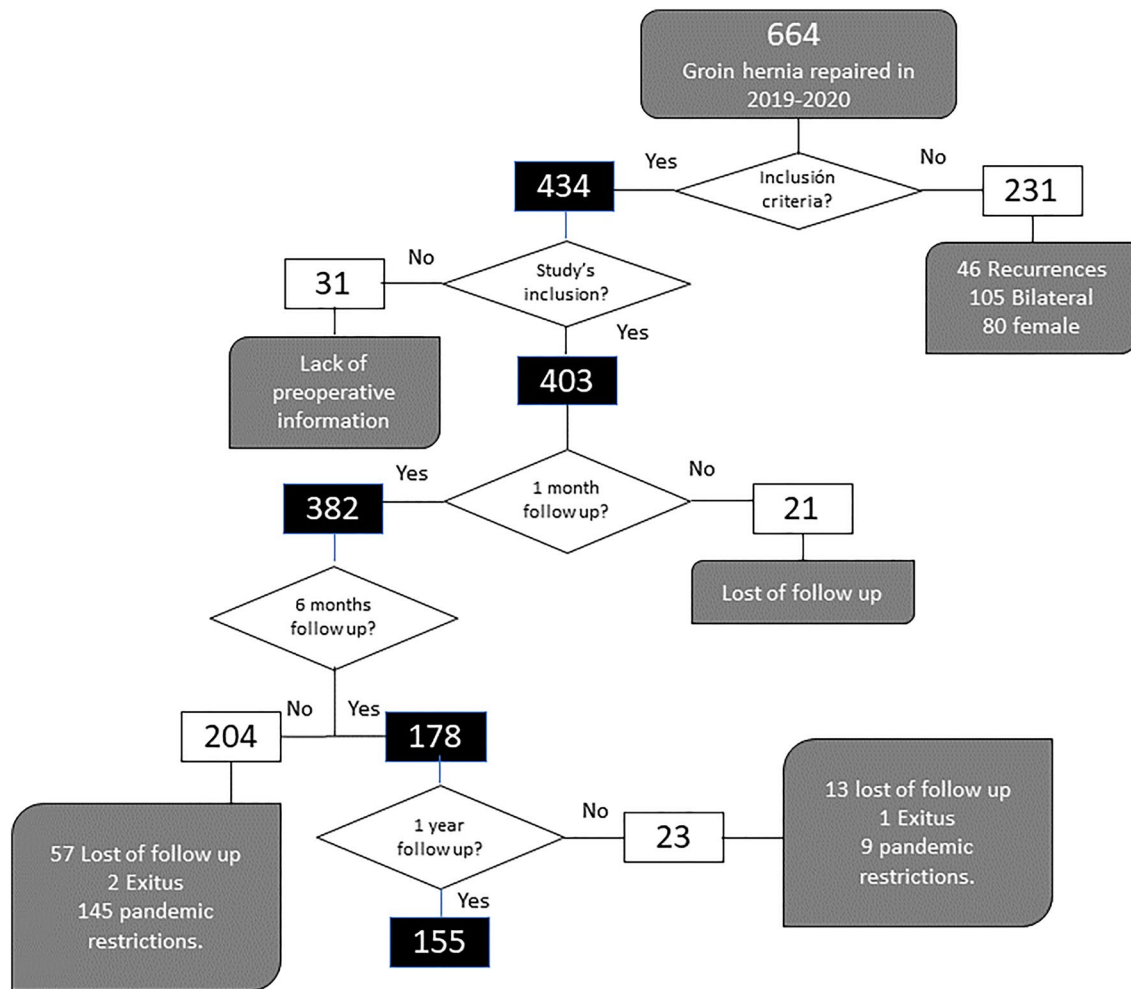 664
Groin hernia repaired in
2019-2020
Yes
No
434
Inclusión
criteria?
231
46 Recurrences
105 Bilateral
80 female
No
31
Study's
inclusion?
Yes
Lack of
preoperative
information
403
Yes
No
382
1 month
follow up?
21
Lost of follow up
6 months
follow up?
No
Yes
204
178
57 Lost of follow up
2 Exitus
145 pandemic
restrictions.
1 year
follow up?
No
23
13 lost of follow up
1 Exitus
9 pandemic
restrictions.
Yes
155